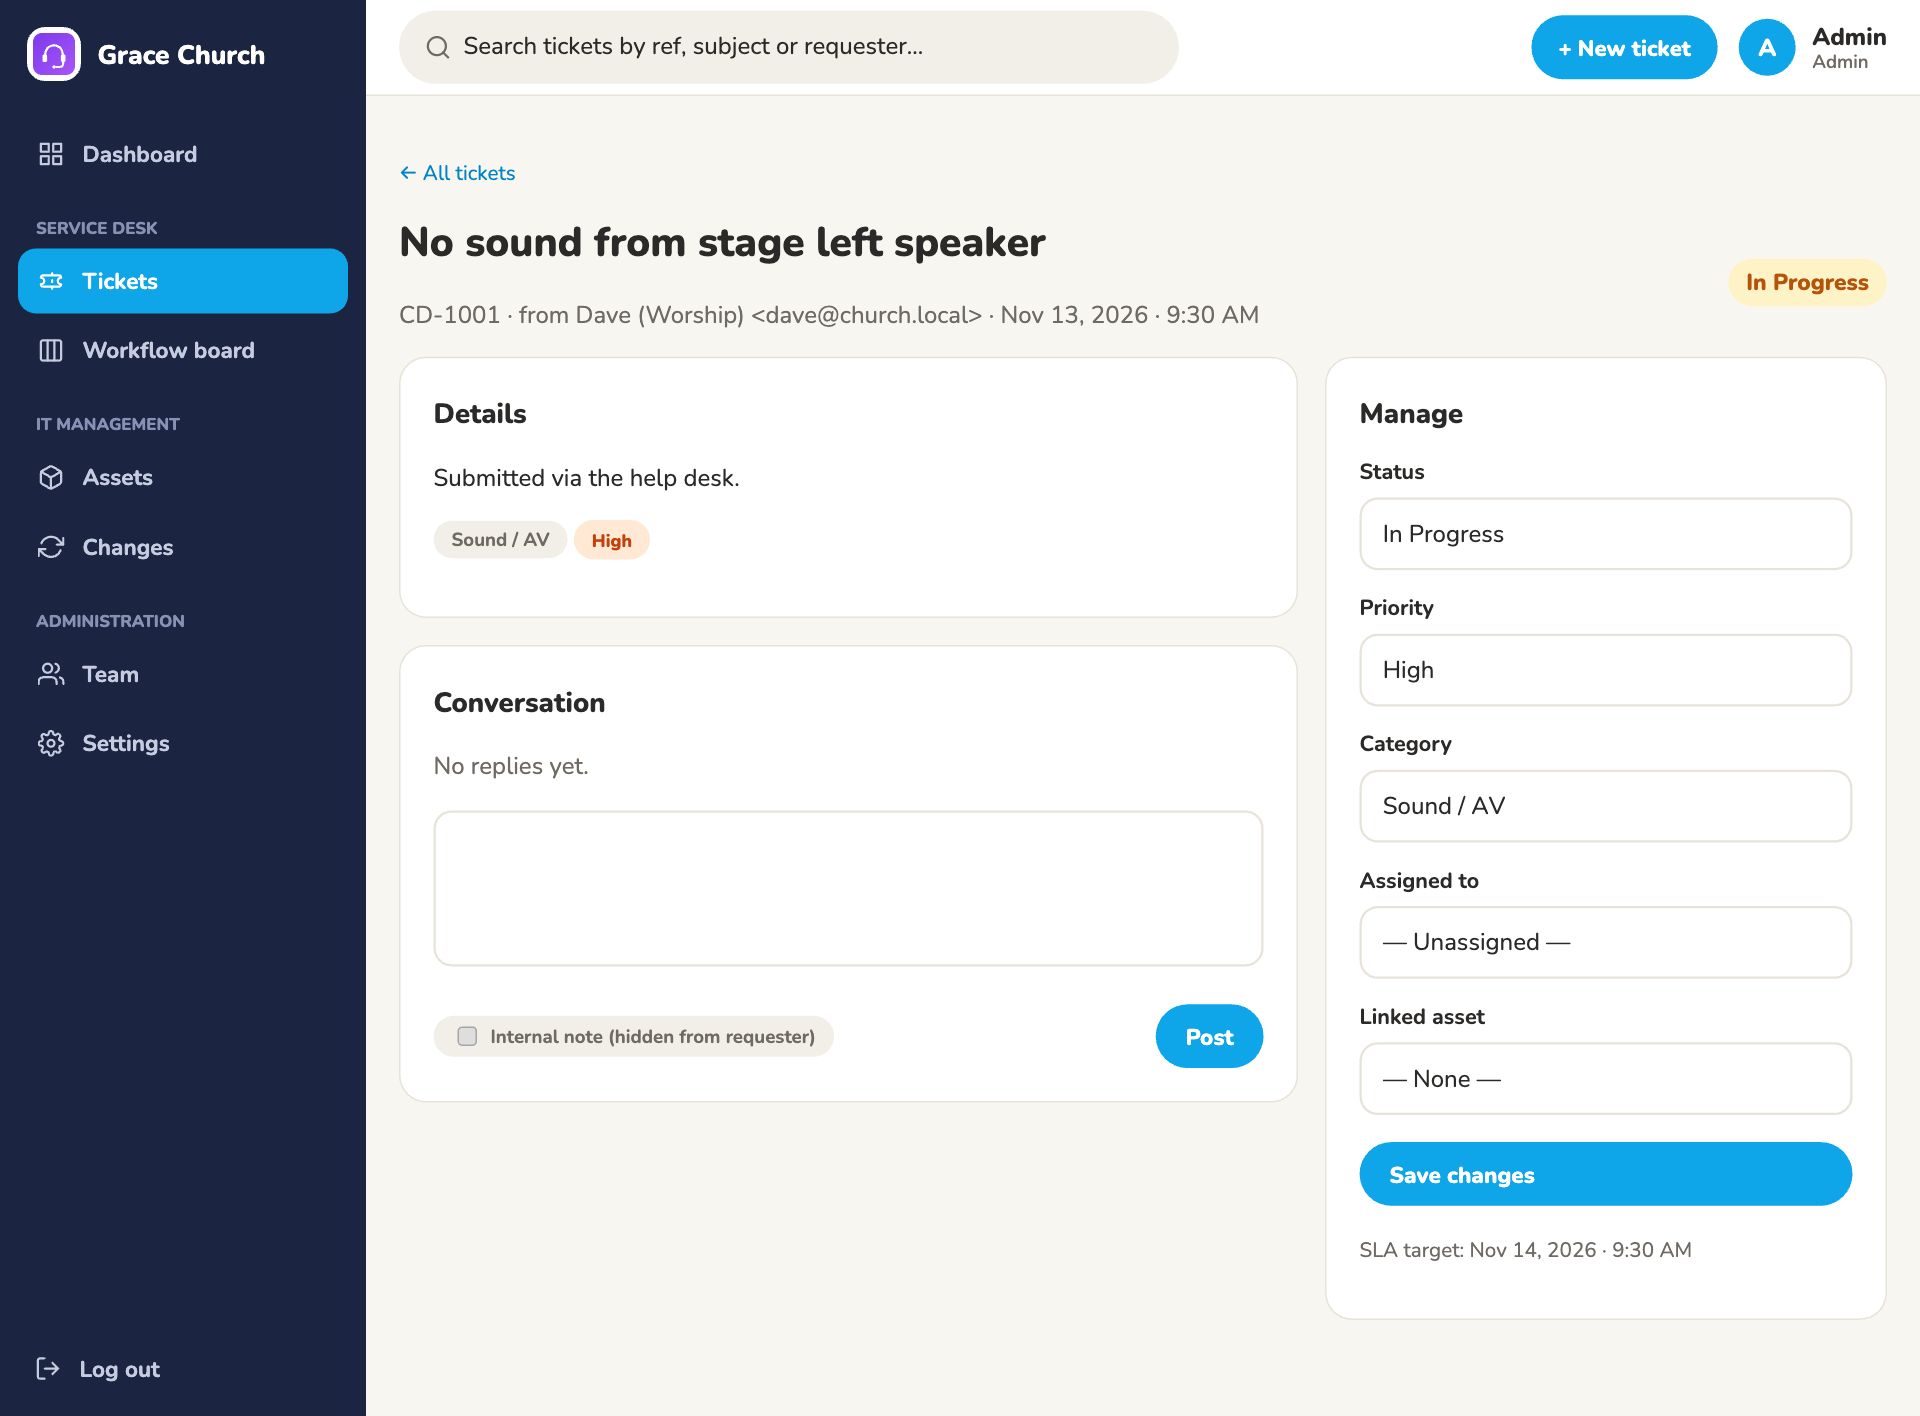 Grace Church
Dashboard
SERVICE DESK
Tickets
Workflow board
IT MANAGEMENT
Assets
Changes
ADMINISTRATION
Team
Settings
Log out
Search tickets by ref, subject or requester...
+ New ticket
A
Admin
Admin
← All tickets
No sound from stage left speaker
CD-1001 · from Dave (Worship) <dave@church.local> · Nov 13, 2026 · 9:30 AM
In Progress
Details
Submitted via the help desk.
Sound / AV
High
Conversation
No replies yet.
Internal note (hidden from requester)
Post
Manage
Status
In Progress
Priority
High
Category
Sound / AV
Assigned to
— Unassigned —
Linked asset
— None —
Save changes
SLA target: Nov 14, 2026 · 9:30 AM